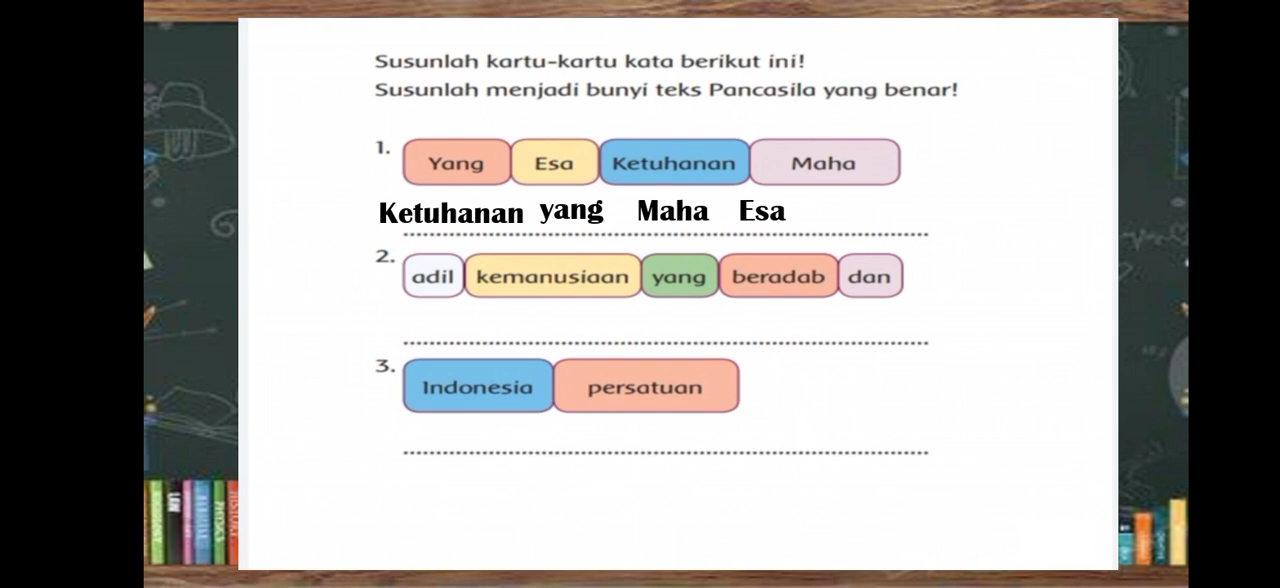 Susunlah kartu-kartu kata berikut ini!
Susunlah menjadi bunyi teks Pancasila yang benar!
1. Yang Esa Ketuhanan Maha
Ketuhanan yang Maha Esa
2. adil kemanusiaan yang beradab dan
3. Indonesia persatuan
LAW